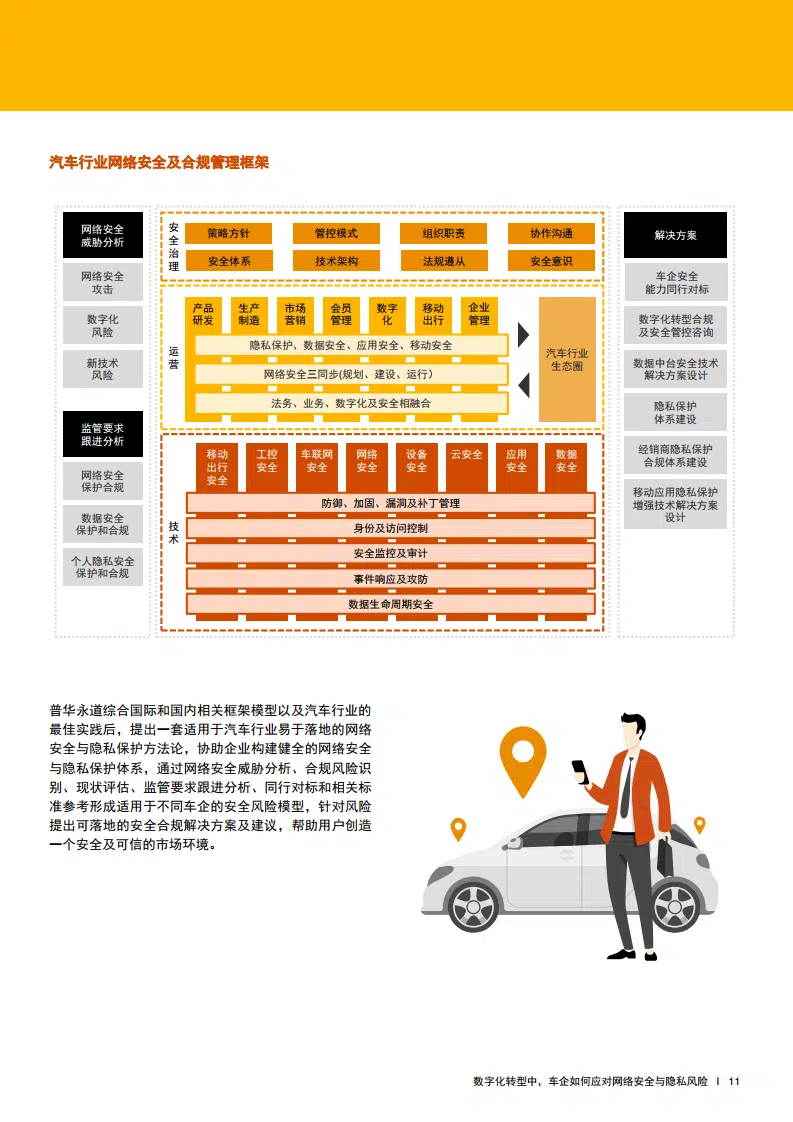 汽车行业网络安全及合规管理框架
网络安全
威胁分析
网络安全
攻击
数字化
风险
新技术
风险
监管要求
跟进分析
网络安全
保护合规
数据安全
保护和合规
个人隐私安全
保护和合规
安全治理
策略方针
管控模式
组织职责
协作沟通
安全体系
技术架构
法规遵从
安全意识
运营
产品
研发
生产
制造
市场
营销
会员
管理
数字
化
移动
出行
企业
管理
隐私保护、数据安全、应用安全、移动安全
网络安全三同步(规划、建设、运行)
法务、业务、数字化及安全相融合
汽车行业
生态圈
技术
移动
出行
安全
工控
安全
车联网
安全
网络
安全
设备
安全
云安全
应用
安全
数据
安全
防御、加固、漏洞及补丁管理
身份及访问控制
安全监控及审计
事件响应及攻防
数据生命周期安全
解决方案
车企安全
能力同行对标
数字化转型合规
及安全管控咨询
数据中台安全技术
解决方案设计
隐私保护
体系建设
经销商隐私保护
合规体系建设
移动应用隐私保护
增强技术解决方案
设计
普华永道综合国际和国内相关框架模型以及汽车行业的
最佳实践后，提出一套适用于汽车行业易于落地的网络
安全与隐私保护方法论，协助企业构建健全的网络安全
与隐私保护体系，通过网络安全威胁分析、合规风险识
别、现状评估、监管要求跟进分析、同行对标和相关标
准参考形成适用于不同车企的安全风险模型，针对风险
提出可落地的安全合规解决方案及建议，帮助用户创造
一个安全及可信的市场环境。
数字化转型中，车企如何应对网络安全与隐私风险 I 11